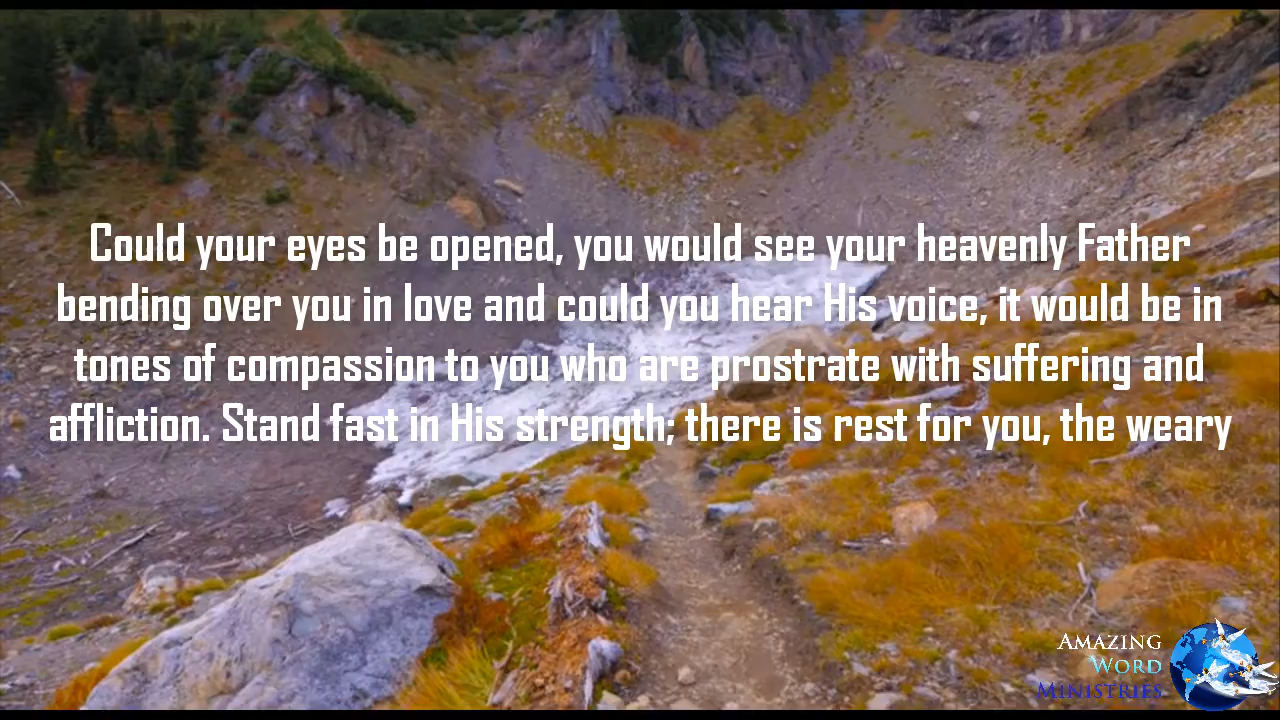 Could your eyes be opened, you would see your heavenly Father
bending over you in love and could you hear His voice, it would be in
tones of compassion to you who are prostrate with suffering and
affliction. Stand fast in His strength; there is rest for you, the weary
Amazing
Word
Ministries